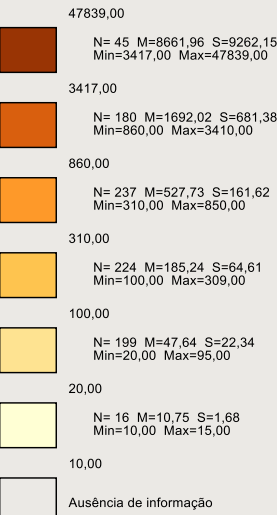 47839,00
N= 45 M=8661,96 S=9262,15
Min=3417,00 Max=47839,00
3417,00
N= 180 M=1692,02 S=681,38
Min=860,00 Max=3410,00
860,00
N= 237 M=527,73 S=161,62
Min=310,00 Max=850,00
310,00
N= 224 M=185,24 S=64,61
Min=100,00 Max=309,00
100,00
N= 199 M=47,64 S=22,34
Min=20,00 Max=95,00
20,00
N= 16 M=10,75 S=1,68
Min=10,00 Max=15,00
10,00
Ausência de informação